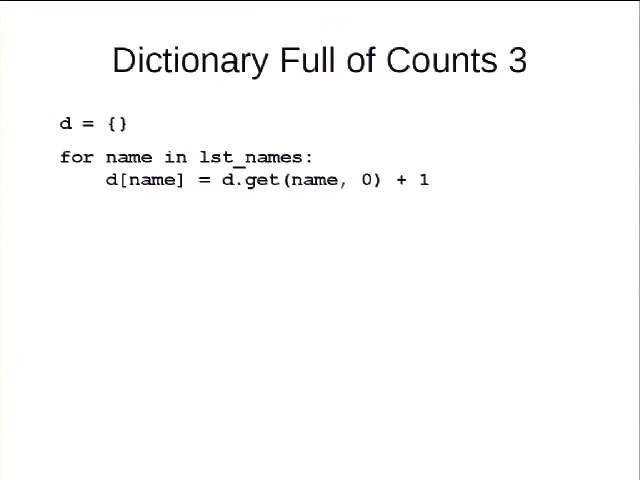 Dictionary Full of Counts 3
d = {}
for name in lst_names:
    d[name] = d.get(name, 0) + 1